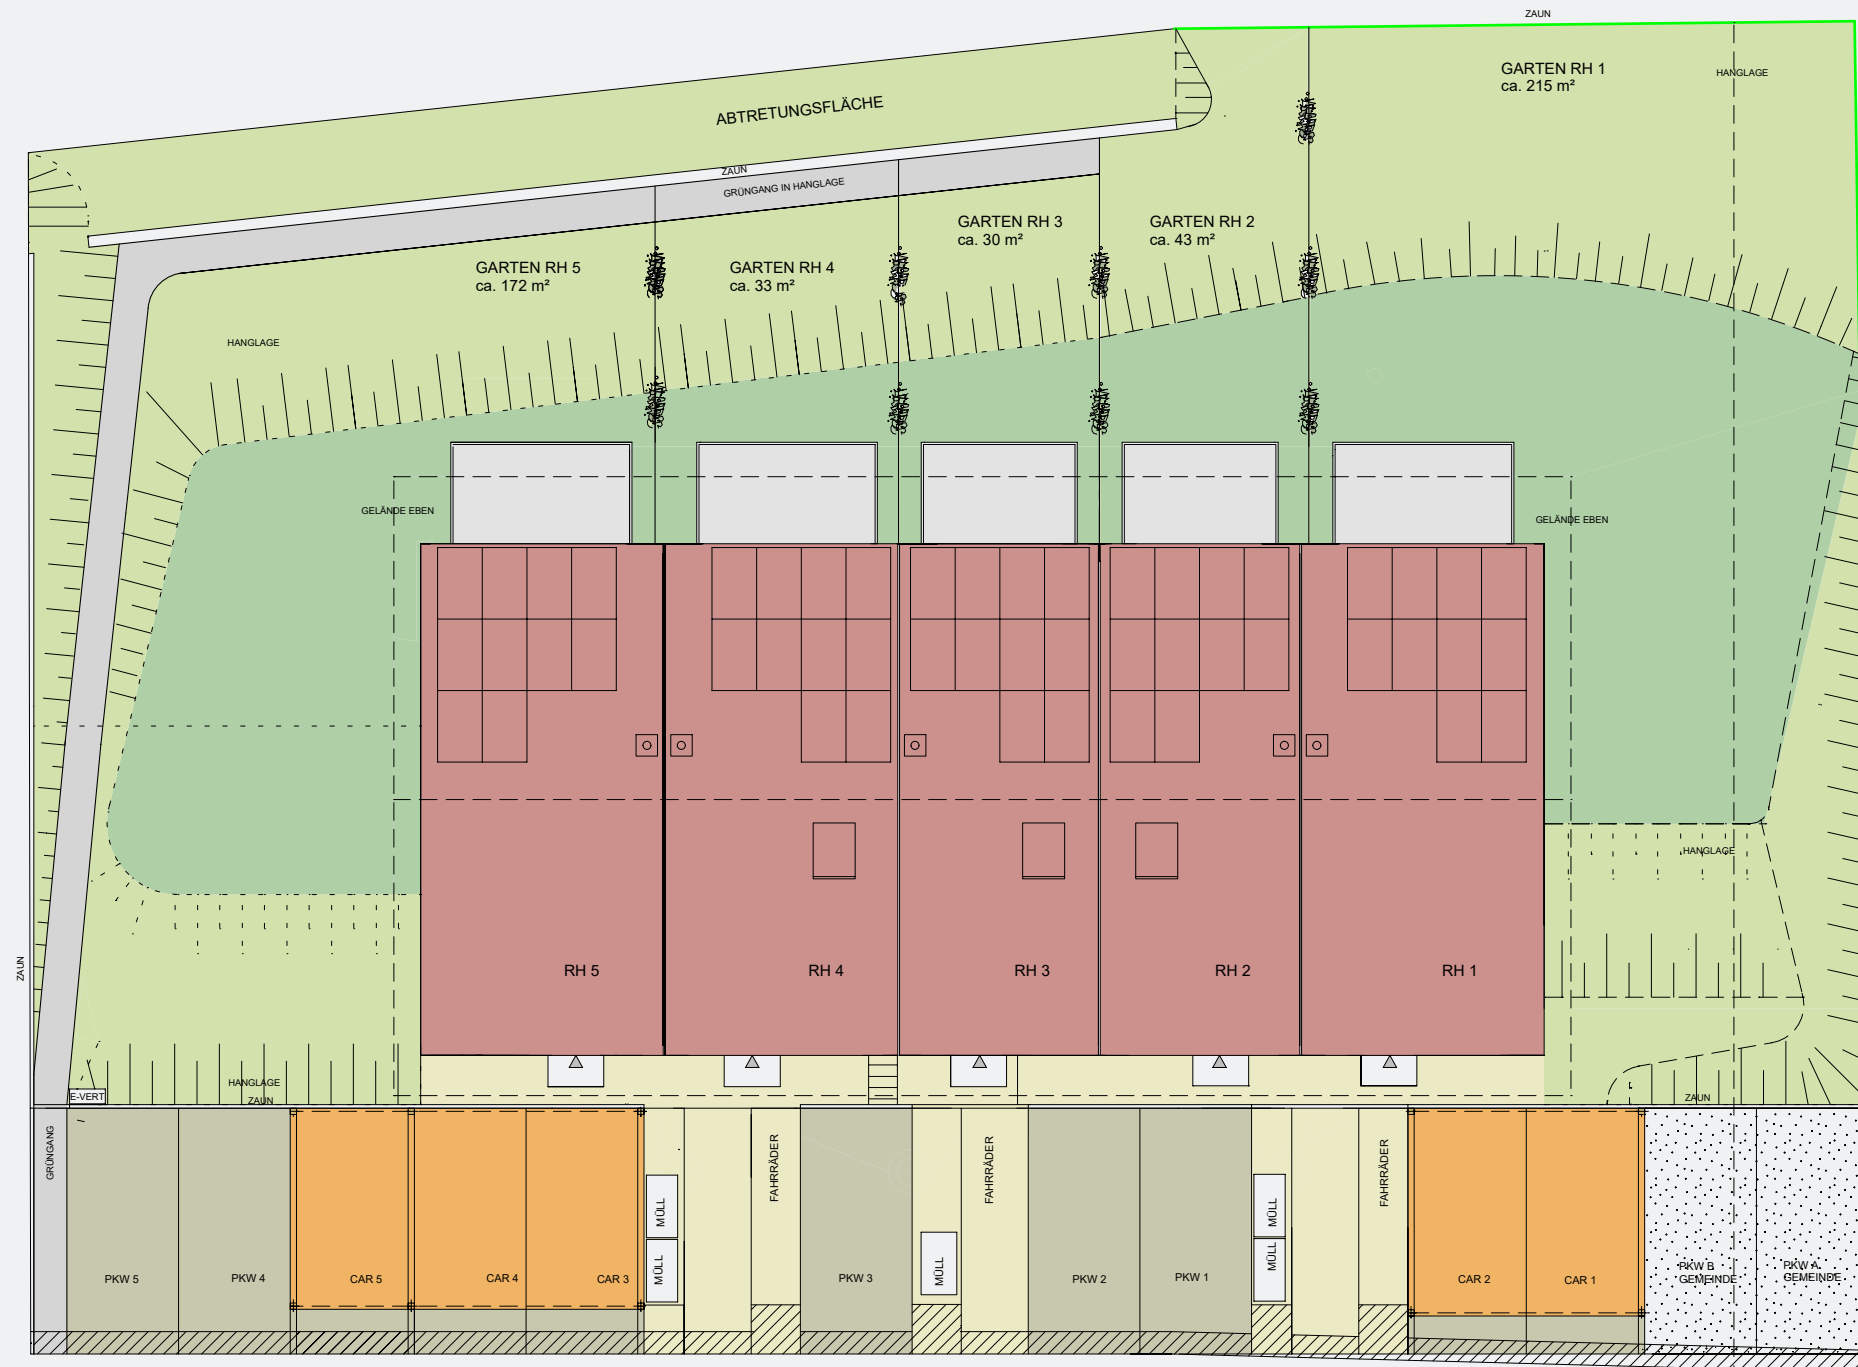 ZAUN
GARTEN RH 1
ca. 215 m²
HANGLAGE
ABTRETUNGSFLÄCHE
ZAUN
GRÜNGANG IN HANGLAGE
GARTEN RH 3
ca. 30 m²
GARTEN RH 2
ca. 43 m²
GARTEN RH 5
ca. 172 m²
GARTEN RH 4
ca. 33 m²
HANGLAGE
GELÄNDE EBEN
GELÄNDE EBEN
HANGLAGE
ZAUN
RH 5
RH 4
RH 3
RH 2
RH 1
HANGLAGE
E-VERT
ZAUN
ZAUN
GRÜNGANG
FAHRRÄDER
FAHRRÄDER
FAHRRÄDER
MÜLL
MÜLL
MÜLL
MÜLL
MÜLL
PKW 5
PKW 4
CAR 5
CAR 4
CAR 3
PKW 3
PKW 2
PKW 1
CAR 2
CAR 1
PKW B
GEMEINDE
PKW A
GEMEINDE